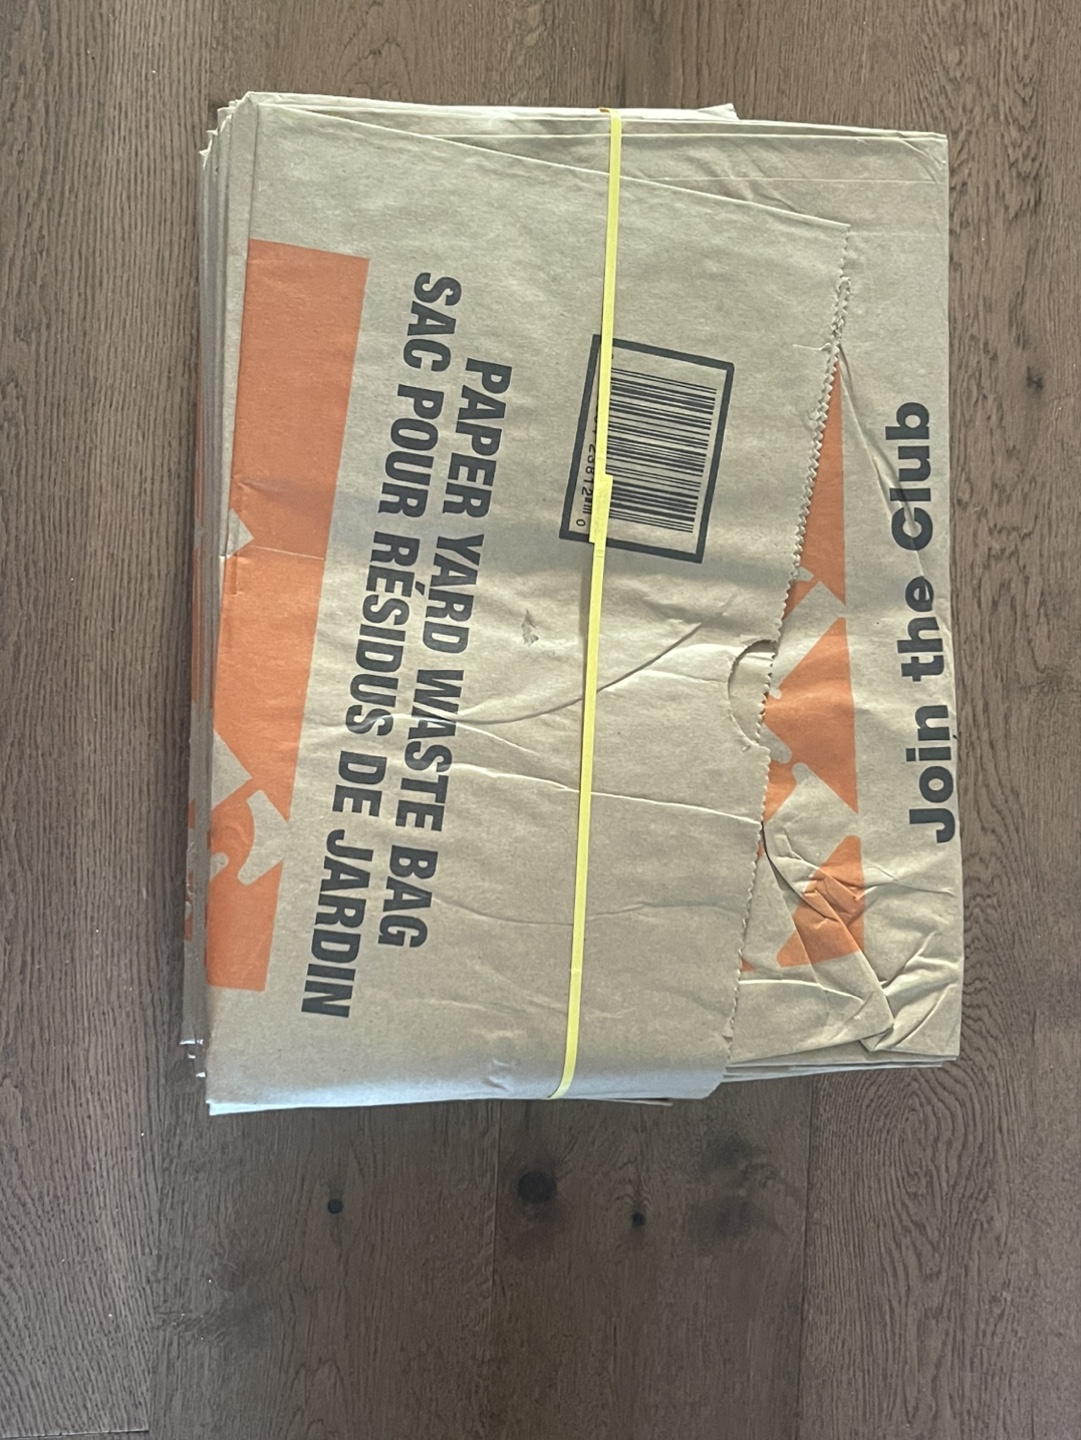 PAPER YARD WASTE BAG
SAC POUR RÉSIDUS DE JARDIN
Join the Club